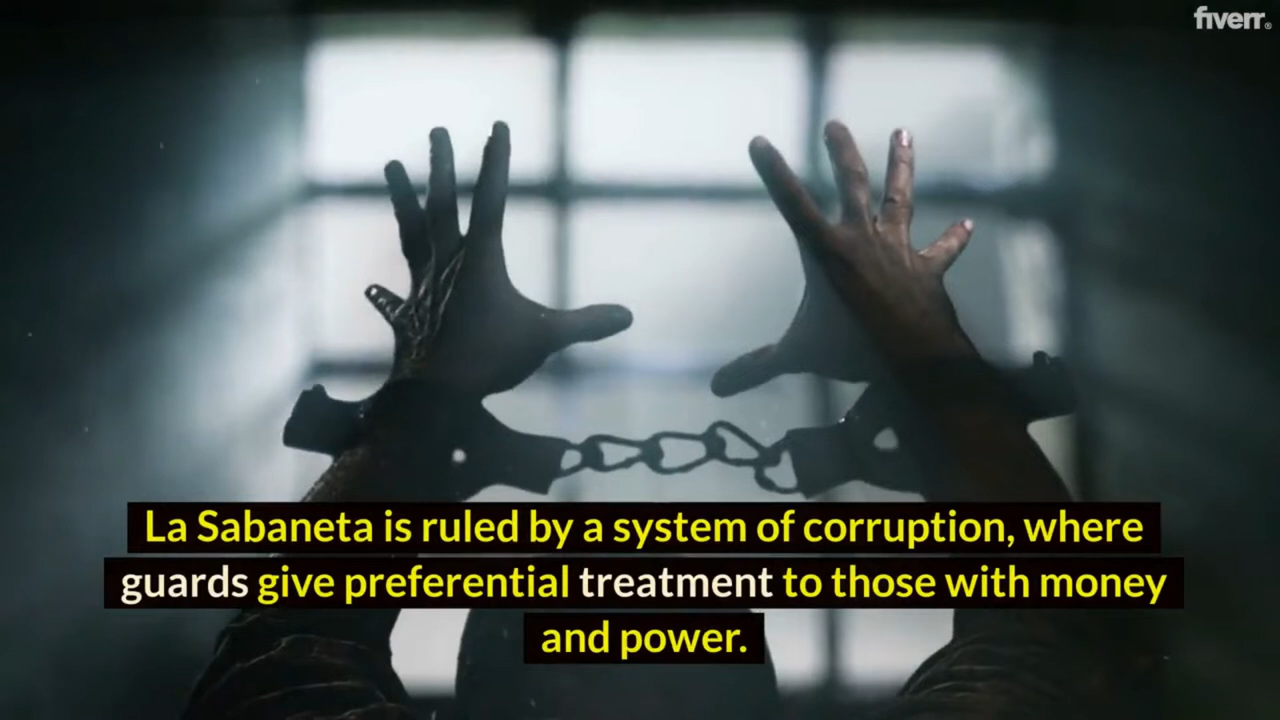 fiverr®
La Sabaneta is ruled by a system of corruption, where
guards give preferential treatment to those with money
and power.